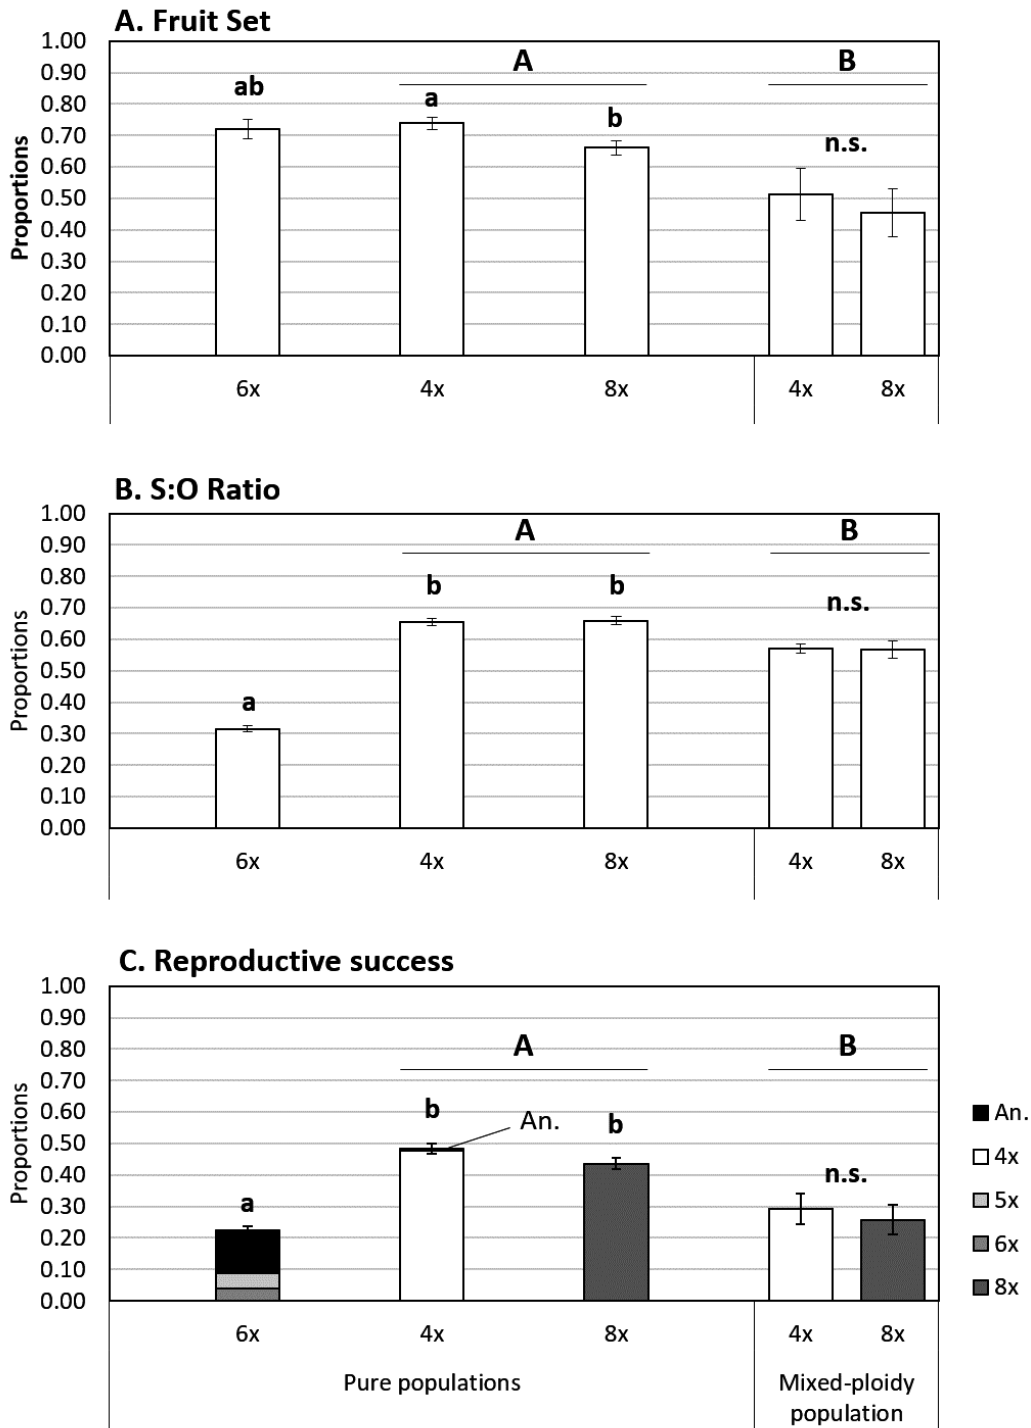 A. Fruit Set
1.00
0.90
0.80
0.70
0.60
0.50
0.40
0.30
0.20
0.10
0.00
Proportions
ab
a
b
A
B
n.s.
6x
4x
8x
4x
8x
B. S:O Ratio
1.00
0.90
0.80
0.70
0.60
0.50
0.40
0.30
0.20
0.10
0.00
Proportions
a
b
b
A
B
n.s.
6x
4x
8x
4x
8x
C. Reproductive success
1.00
0.90
0.80
0.70
0.60
0.50
0.40
0.30
0.20
0.10
0.00
Proportions
a
b
An.
b
A
B
n.s.
6x
4x
8x
4x
8x
Pure populations
Mixed-ploidy
population
An.
4x
5x
6x
8x